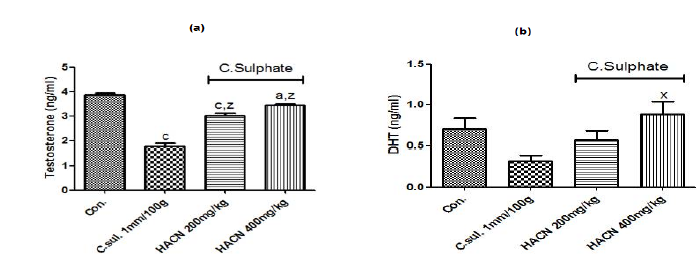 (a)
C.Sulphate
Testosterone (ng/ml)
5
4
3
2
1
0
c
c,z
a,z
Con.
C.sul. 1mm/100g
HACN 200mg/kg
HACN 400mg/kg
(b)
C.Sulphate
DHT (ng/ml)
1.5
1.0
0.5
0.0
x
Con.
C.sul. 1mm/100g
HACN 200mg/kg
HACN 400mg/kg